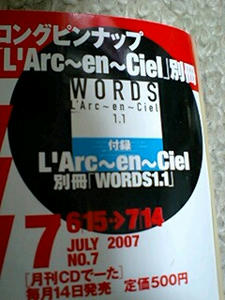 ロングピンナップ
「L'Arc~en~Ciel」別冊
WORDS
L'Arc~en~Ciel
1.1
付録
L'Arc~en~Ciel
別冊「WORDS1.1」
7
6.15→7.14
JULY 2007
NO.7
[月刊CDでーた]
毎月14日発売 定価500円